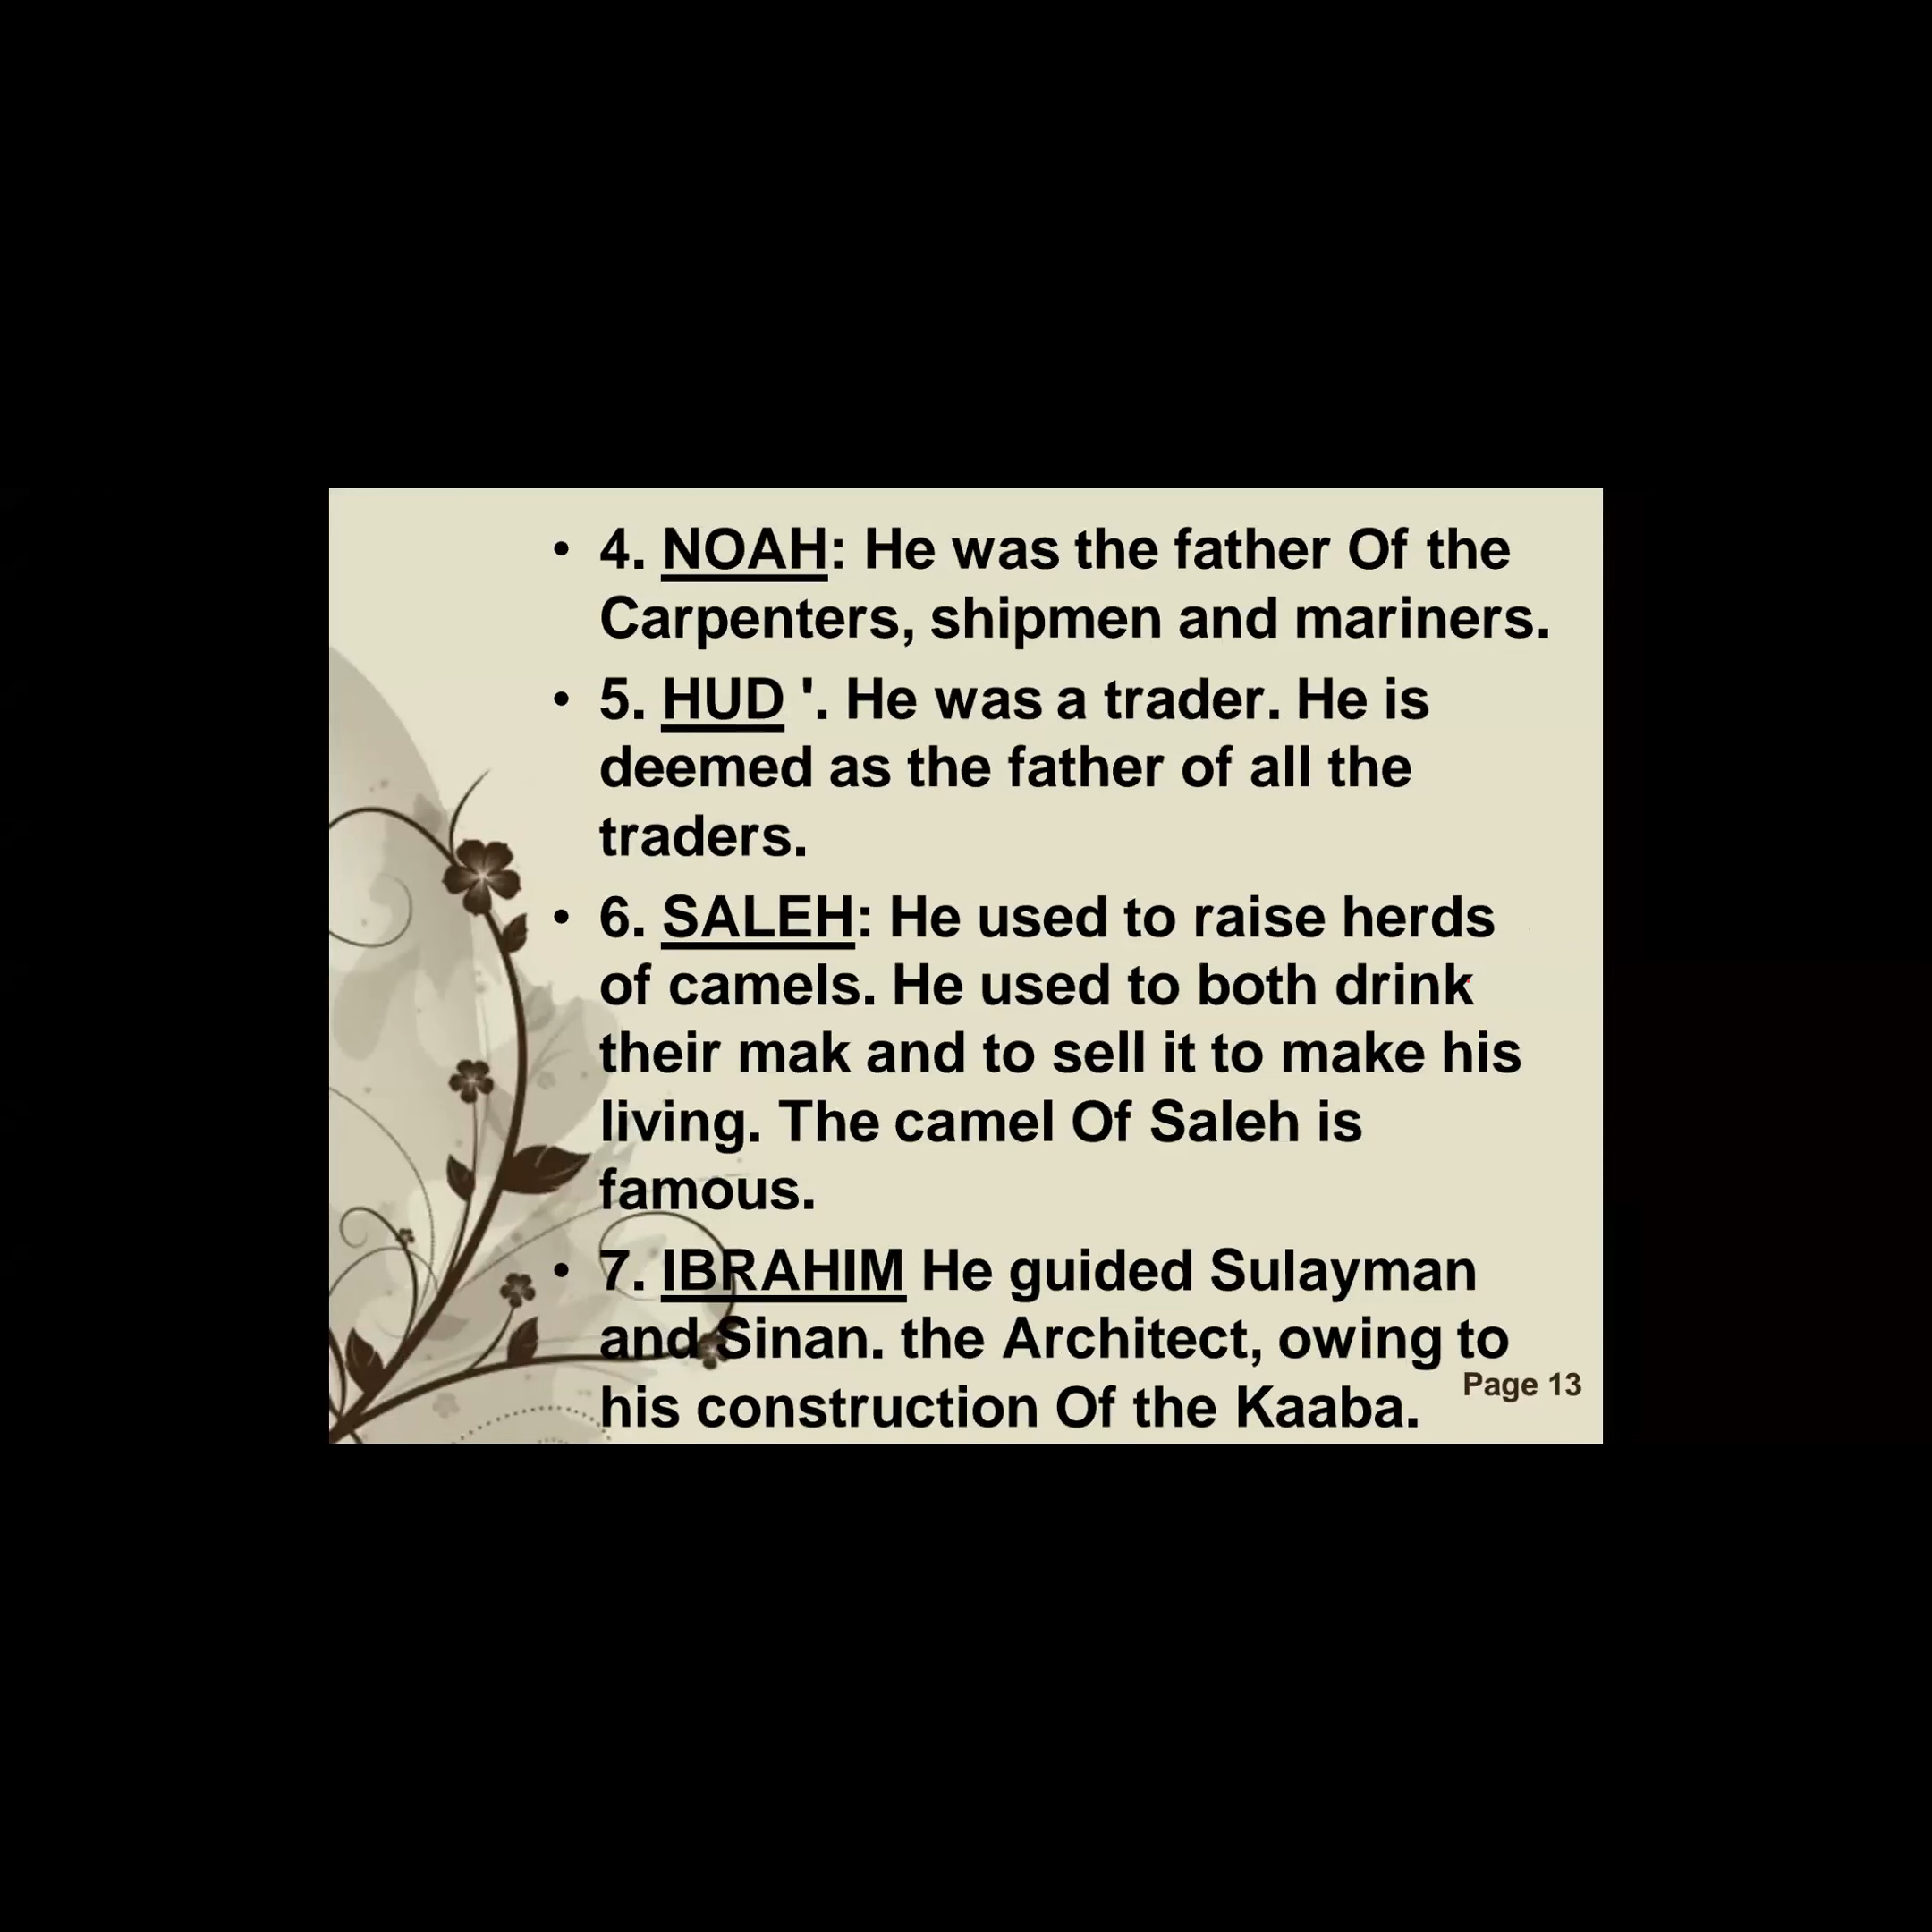 • 4. NOAH: He was the father Of the
Carpenters, shipmen and mariners.
• 5. HUD '. He was a trader. He is
deemed as the father of all the
traders.
• 6. SALEH: He used to raise herds
of camels. He used to both drink
their mak and to sell it to make his
living. The camel Of Saleh is
famous.
• 7. IBRAHIM He guided Sulayman
and Sinan. the Architect, owing to
his construction Of the Kaaba.
Page 13